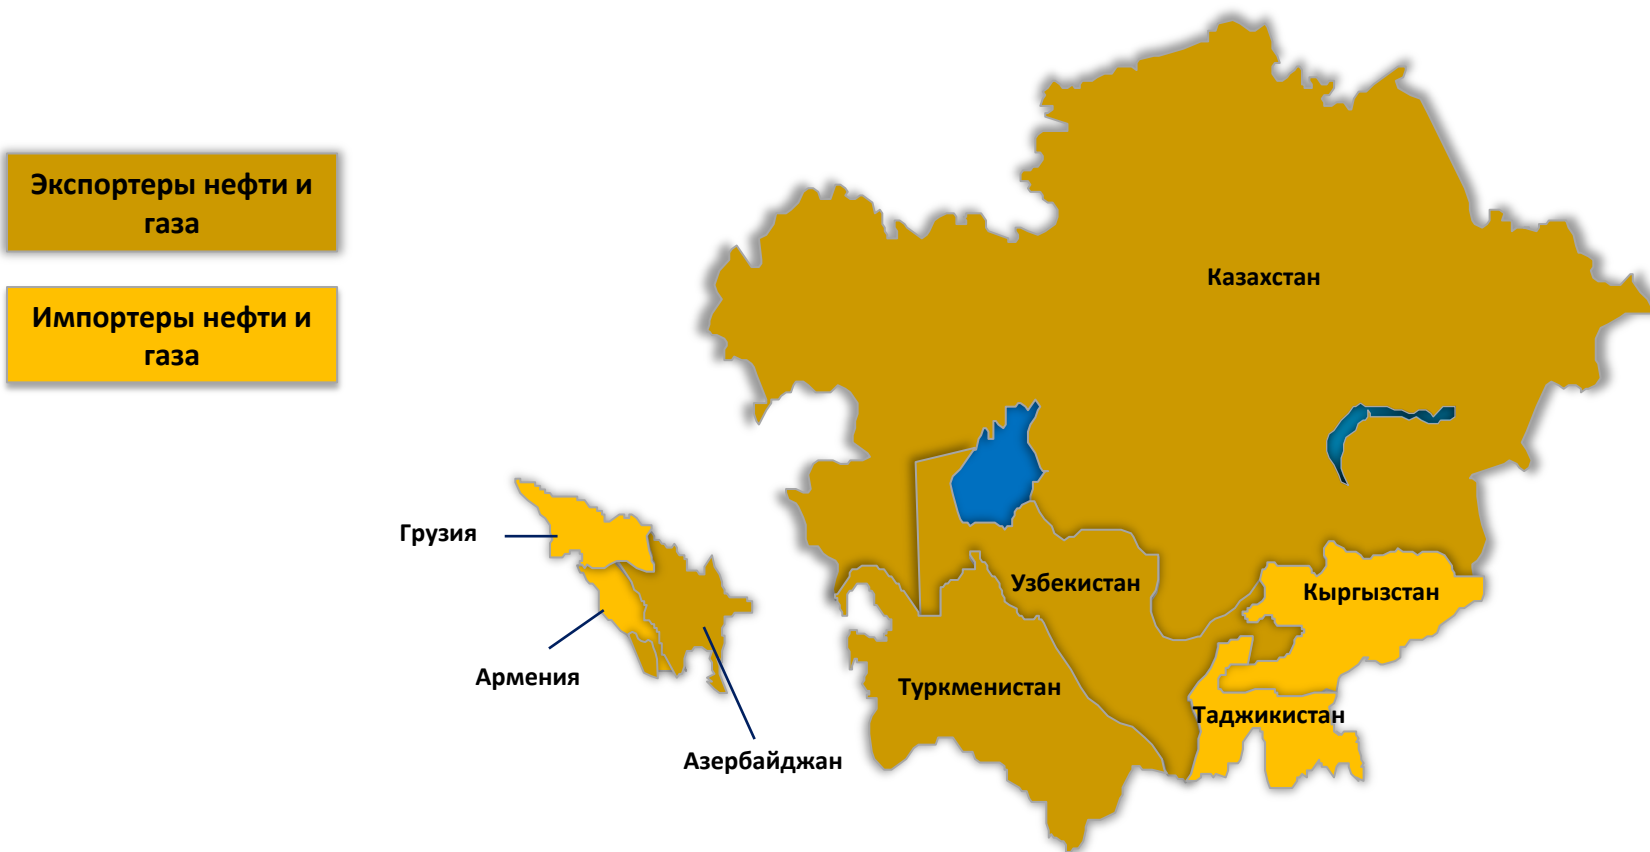 Экспортеры нефти и
газа
Импортеры нефти и
газа
Казахстан
Грузия
Узбекистан
Кыргызстан
Армения
Туркменистан
Таджикистан
Азербайджан